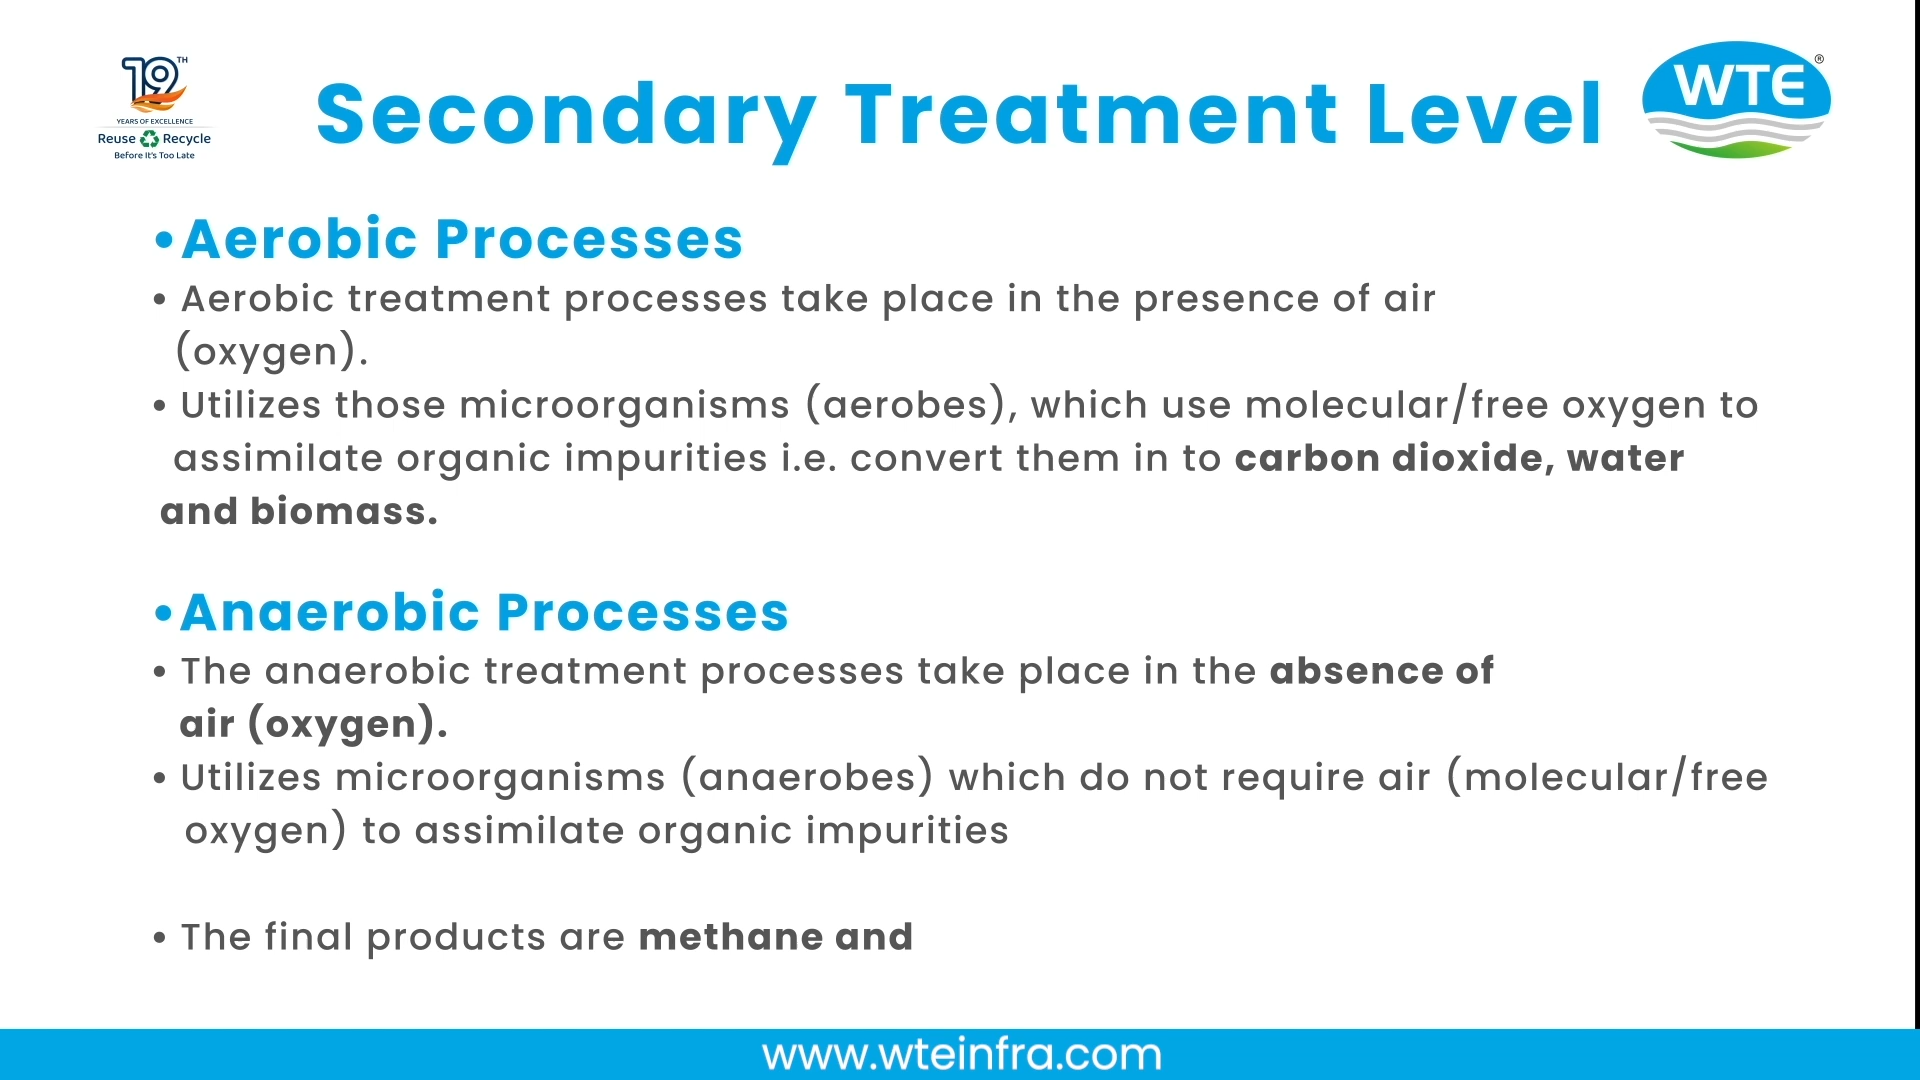 19TH
YEARS OF EXCELLENCE
Reuse Recycle
Before It's Too Late
Secondary Treatment Level
WTE®
•Aerobic Processes
• Aerobic treatment processes take place in the presence of air
(oxygen).
• Utilizes those microorganisms (aerobes), which use molecular/free oxygen to
assimilate organic impurities i.e. convert them in to carbon dioxide, water
and biomass.
•Anaerobic Processes
• The anaerobic treatment processes take place in the absence of
air (oxygen).
• Utilizes microorganisms (anaerobes) which do not require air (molecular/free
oxygen) to assimilate organic impurities
• The final products are methane and
www.wteinfra.com